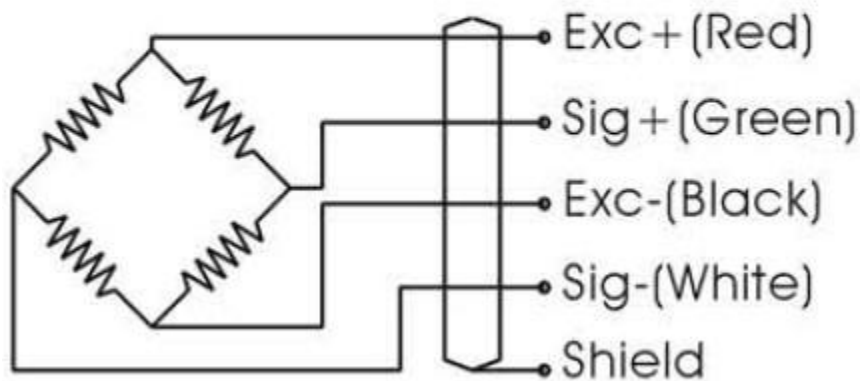 Exc+(Red)
Sig+(Green)
Exc-(Black)
Sig-(White)
Shield